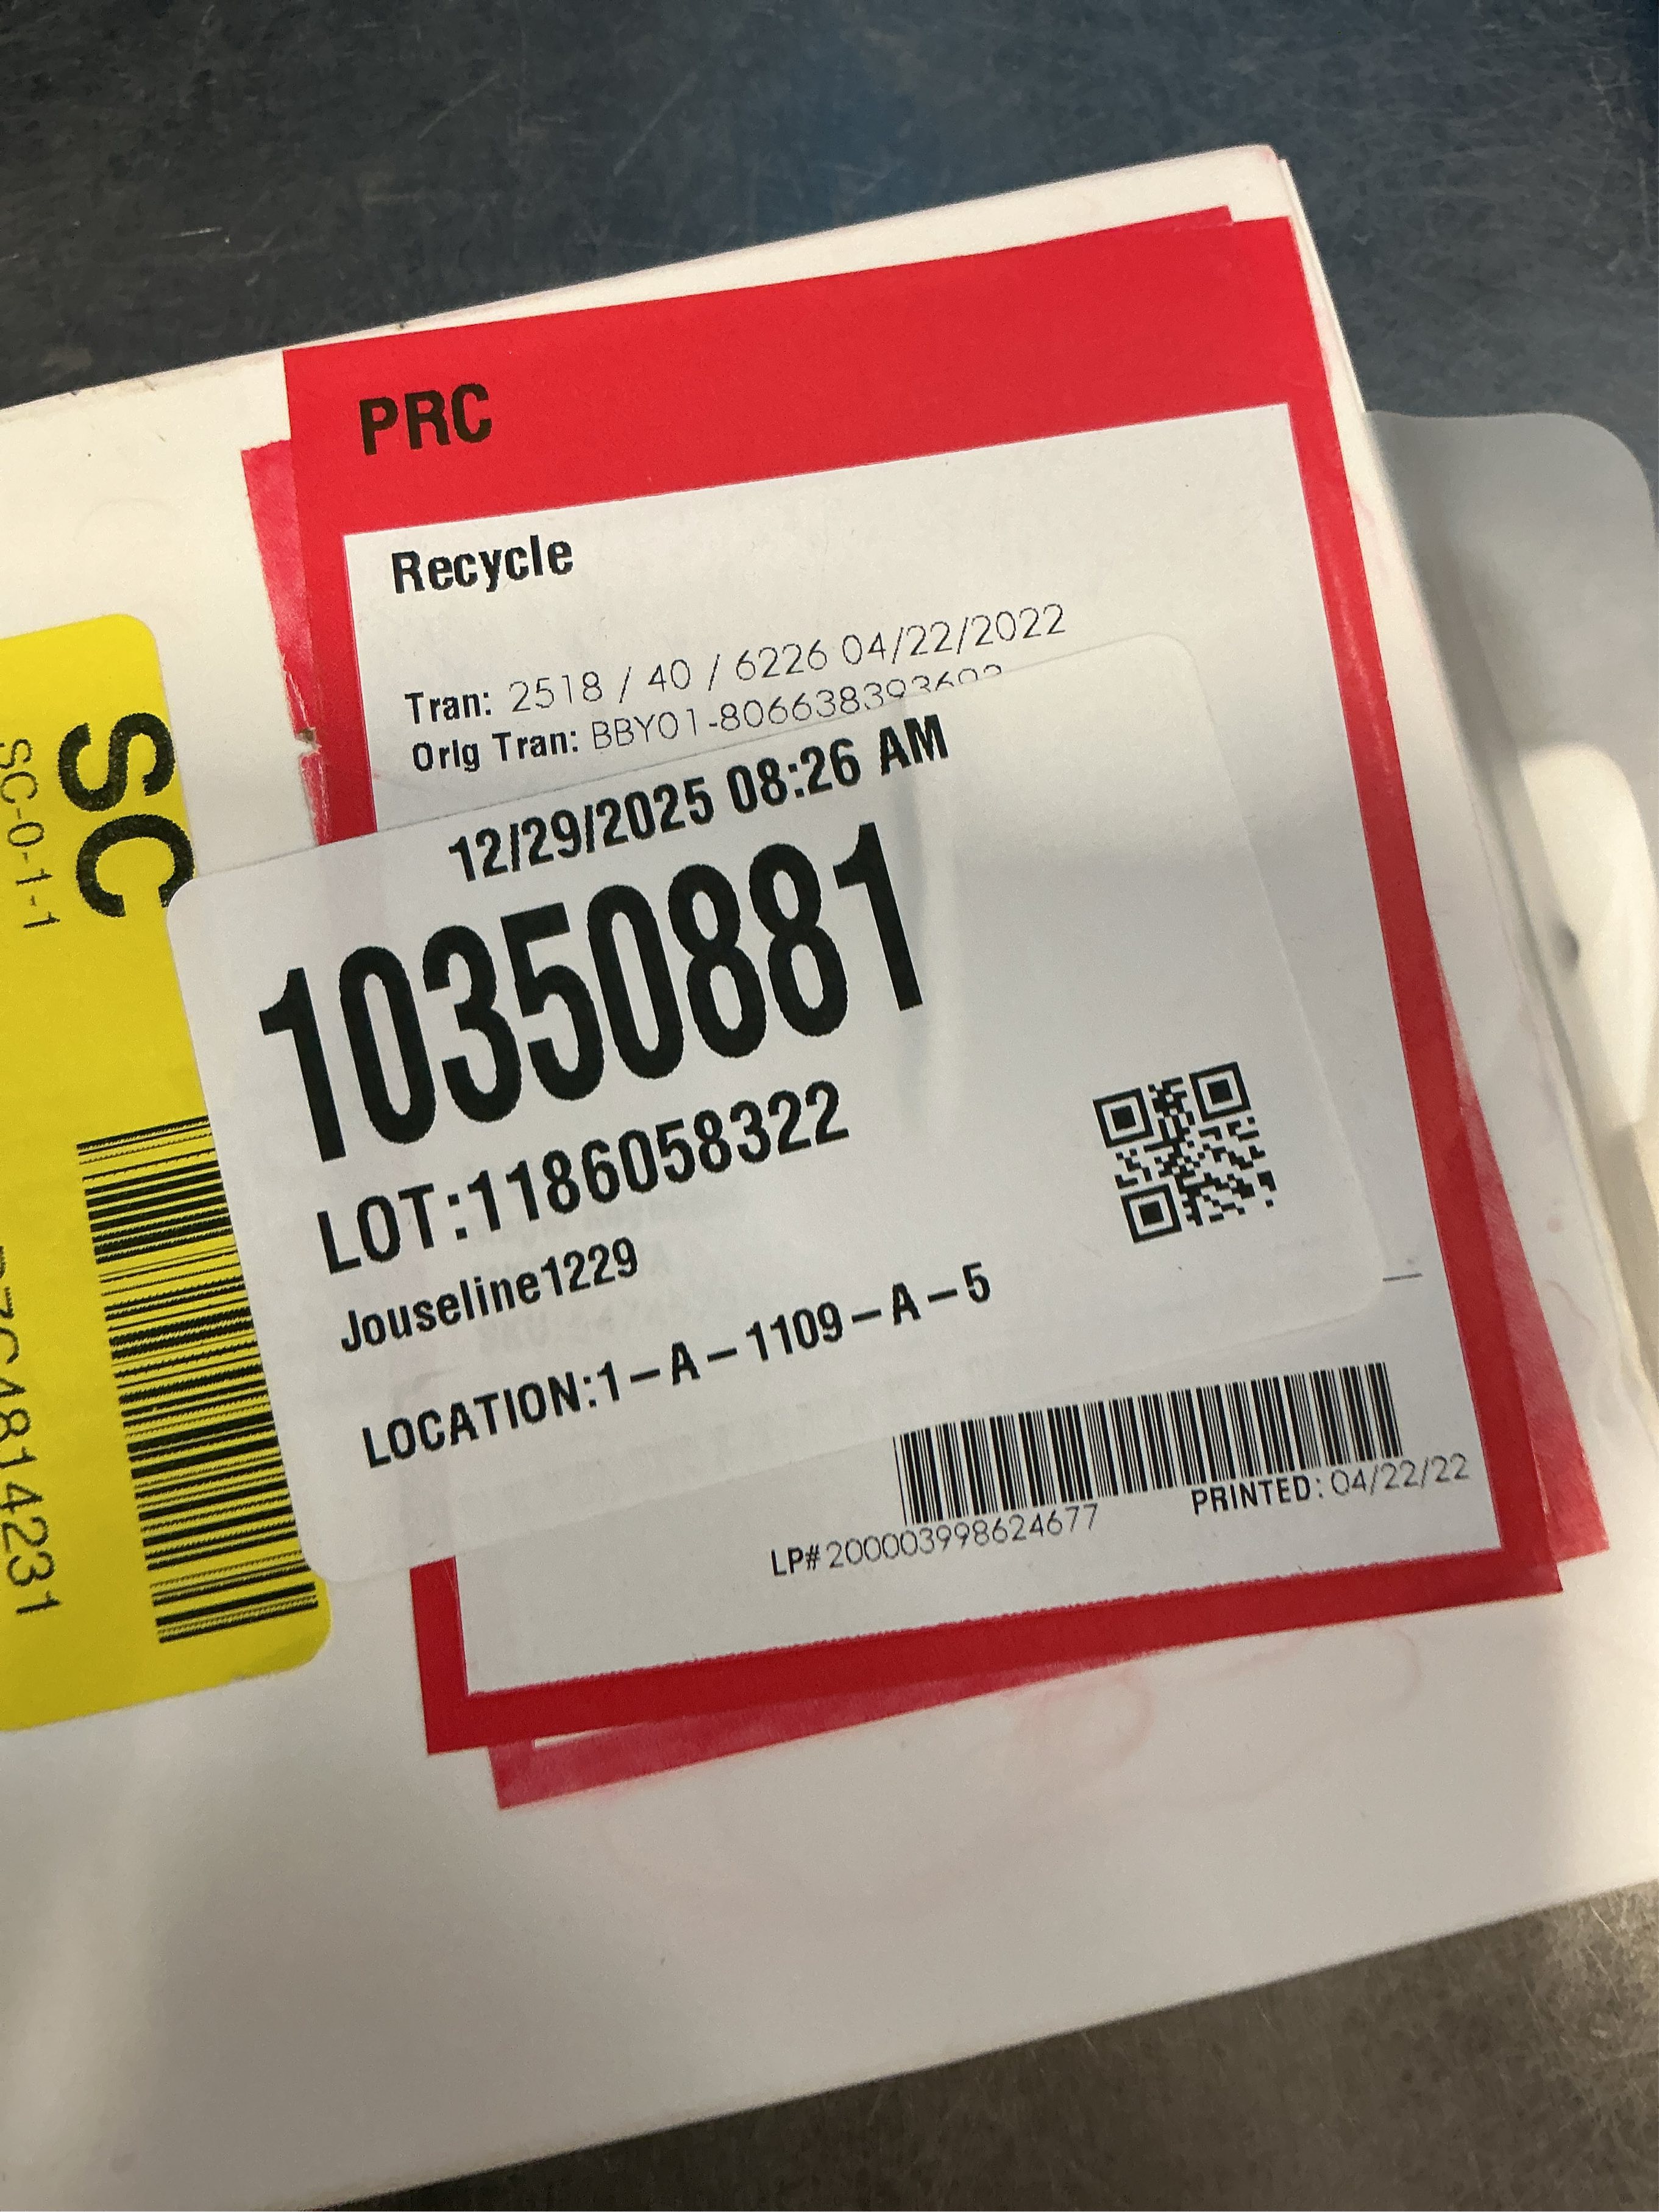 PRC
Recycle
Tran: 2518 / 40 / 6226 04/22/2022
Orig Tran: BBY01-806638393692
12/29/2025 08:26 AM
10350881
LOT:1186058322
Jouseline1229
LOCATION:1-A-1109-A-5
LP#200003998624677
PRINTED: 04/22/22
SC
SC-0-1-1